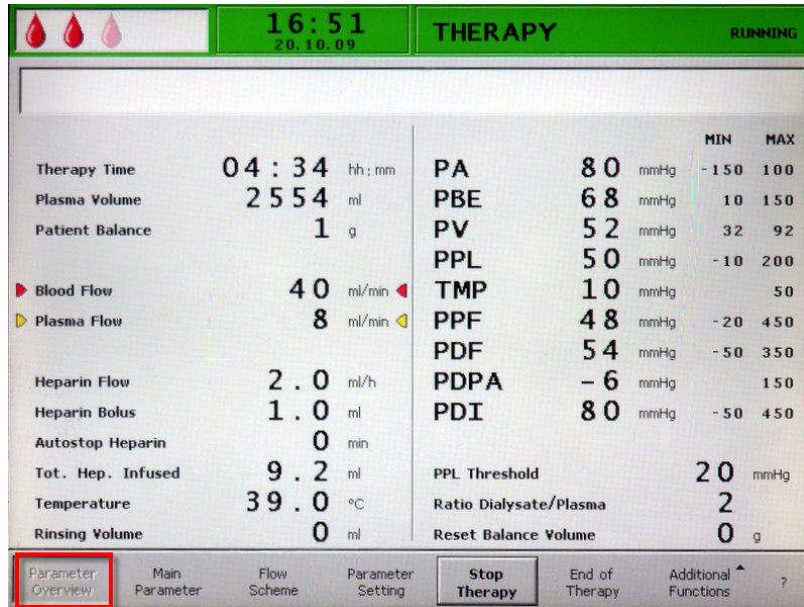 16:51
20.10.09
THERAPY RUNNING
MIN MAX
Therapy Time 04:34 hh:mm PA 80 mmHg -150 100
Plasma Volume 2554 ml PBE 68 mmHg 10 150
Patient Balance 1 g PV 52 mmHg 32 92
PPL 50 mmHg -10 200
Blood Flow 40 ml/min TMP 10 mmHg 50
Plasma Flow 8 ml/min PPF 48 mmHg -20 450
PDF 54 mmHg -50 350
Heparin Flow 2.0 ml/h PDPA -6 mmHg 150
Heparin Bolus 1.0 ml PDI 80 mmHg -50 450
Autostop Heparin 0 min
Tot. Hep. Infused 9.2 ml PPL Threshold 20 mmHg
Temperature 39.0 °C Ratio Dialysate/Plasma 2
Rinsing Volume 0 ml Reset Balance Volume 0 g
Parameter Main Flow Parameter Stop End of Additional
Overview Parameter Scheme Setting Therapy Therapy Functions ?